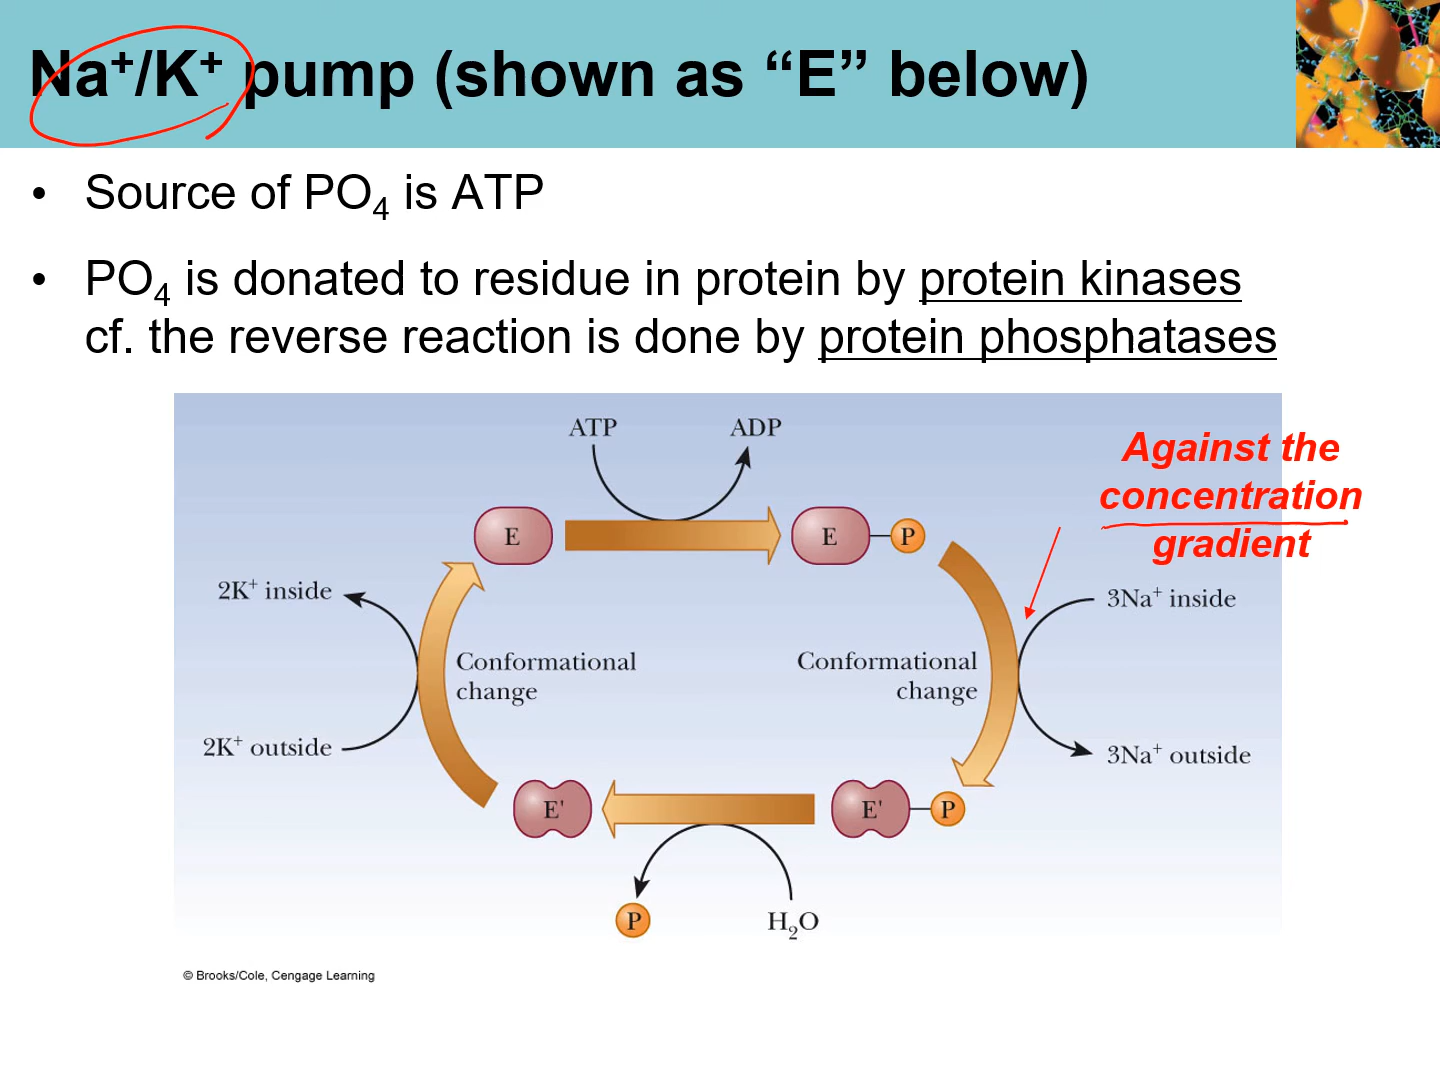 Na⁺/K⁺ pump (shown as “E” below)
• Source of PO₄ is ATP
• PO₄ is donated to residue in protein by protein kinases
cf. the reverse reaction is done by protein phosphatases
ATP
ADP
Against the
concentration
gradient
E
E
P
2K⁺ inside
3Na⁺ inside
Conformational
change
Conformational
change
2K⁺ outside
3Na⁺ outside
E'
E'
P
P
H₂O
© Brooks/Cole, Cengage Learning